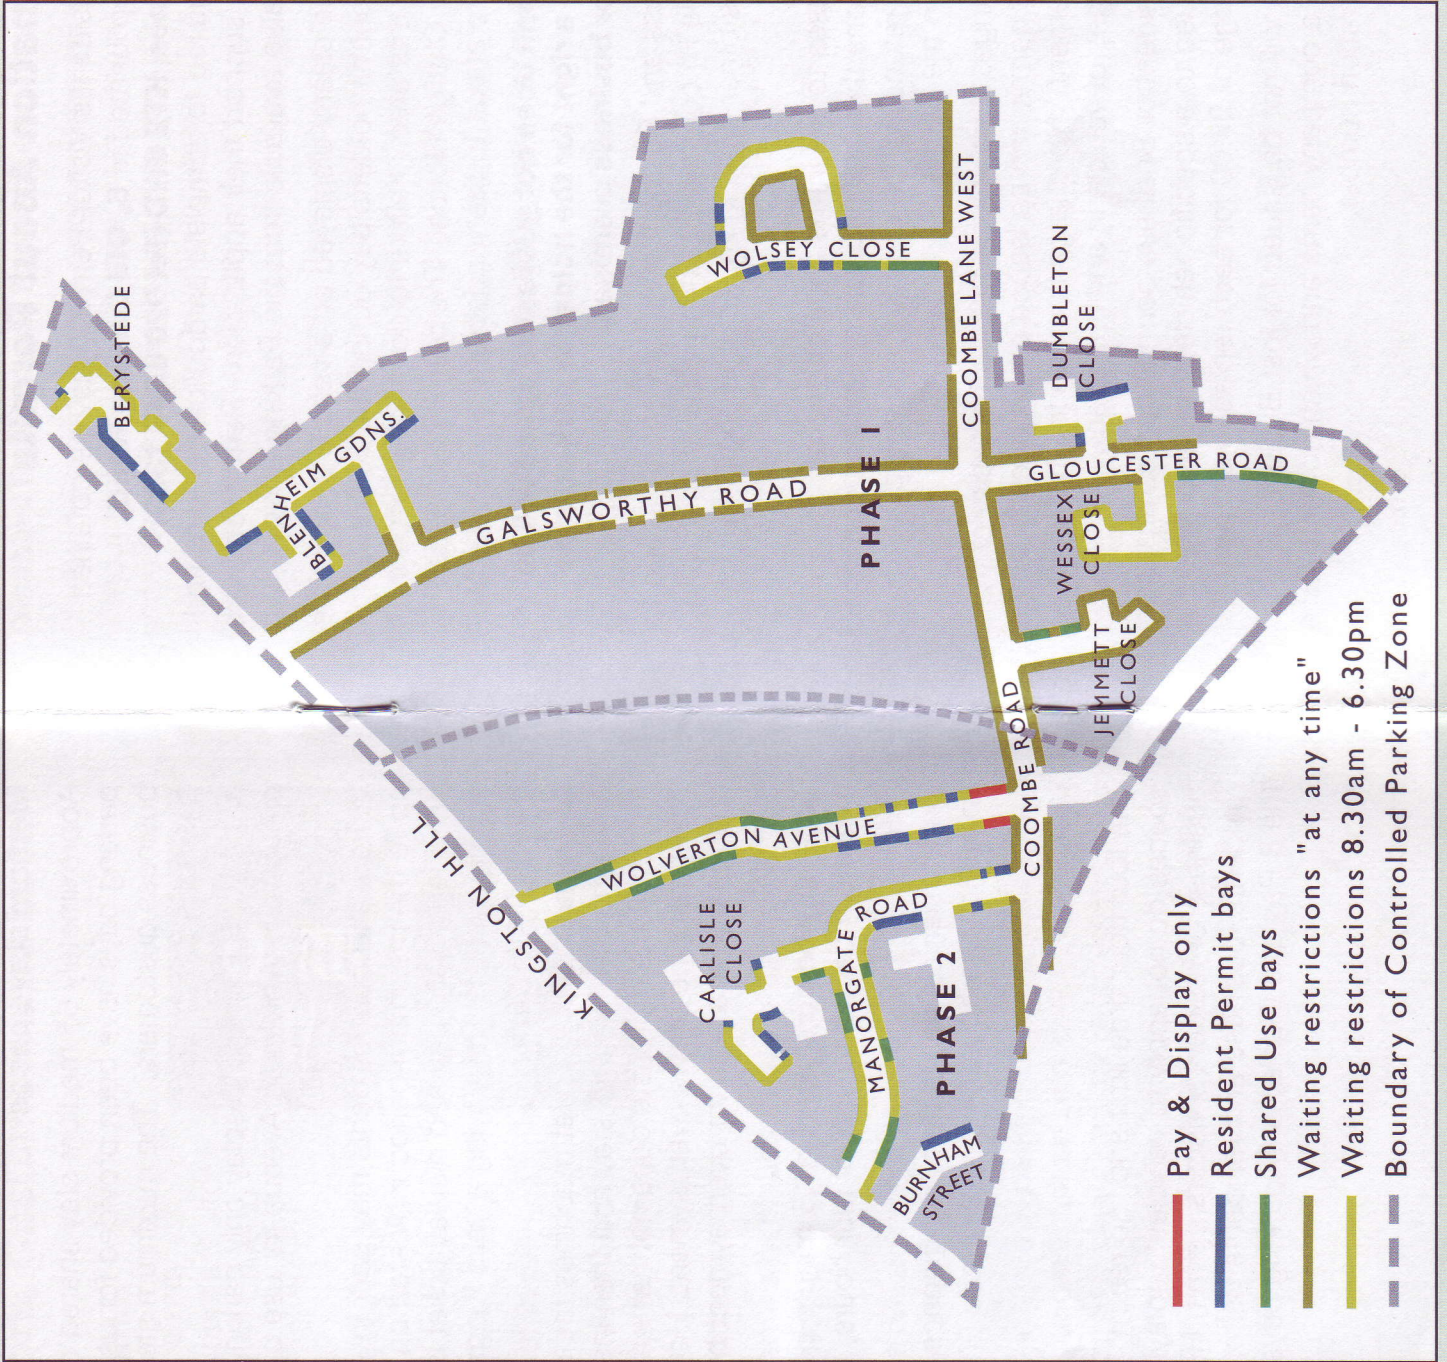 BERYSTEDE
BLENHEIM GDNS.
GALSWORTHY ROAD
WOLSEY CLOSE
COOMBE LANE WEST
DUMBLETON
CLOSE
PHASE 1
GLOUCESTER ROAD
WESSEX
CLOSE
JEMMETT
CLOSE
COOMBE ROAD
KINGSTON HILL
WOLVERTON AVENUE
COOMBE ROAD
CARLISLE
CLOSE
MANORGATE ROAD
PHASE 2
BURNHAM
STREET
Pay & Display only
Resident Permit bays
Shared Use bays
Waiting restrictions "at any time"
Waiting restrictions 8.30am - 6.30pm
Boundary of Controlled Parking Zone